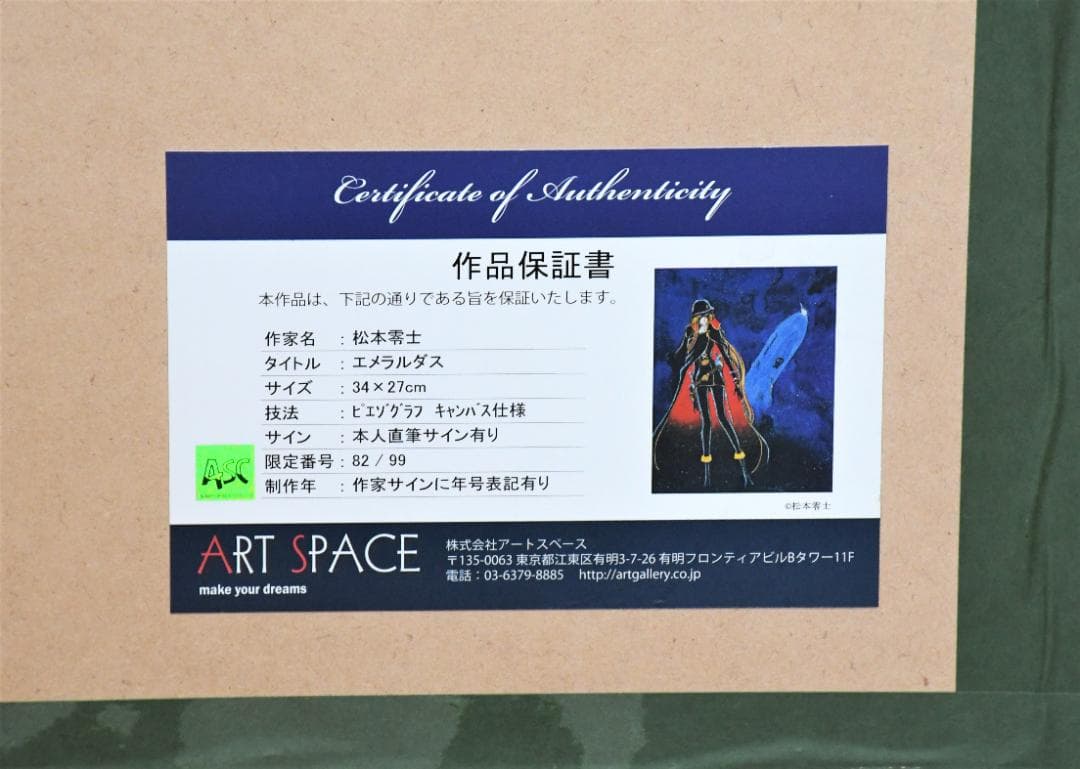 Certificate of Authenticity
作品保証書
本作品は、下記の通りである旨を保証いたします。
作家名 : 松本零士
タイトル : エメラルダス
サイズ : 34×27cm
技法 : ﾋﾟｴｿﾞｸﾞﾗﾌ ｷｬﾝﾊﾞｽ仕様
サイン : 本人直筆サイン有り
限定番号 : 82 / 99
制作年 : 作家サインに年号表記有り
ASC
©松本零士
ART SPACE
make your dreams
株式会社アートスペース
〒135-0063 東京都江東区有明3-7-26 有明フロンティアビルBタワー11F
電話：03-6379-8885 http://artgallery.co.jp